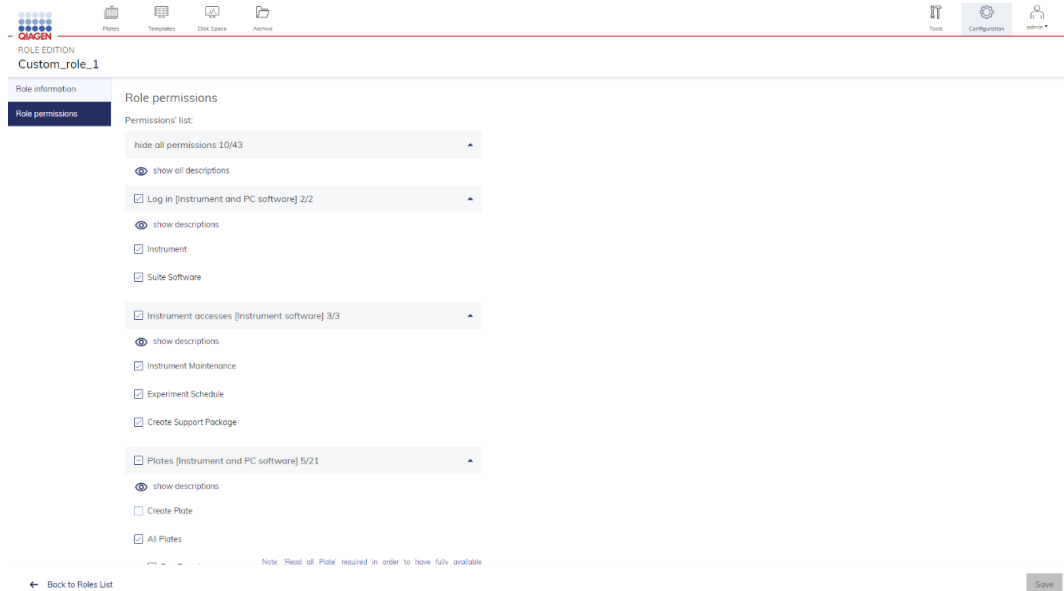 QIAGEN
Plates
Templates
Disk Space
Archive
Tools
Configuration
admin
ROLE EDITION
Custom_role_1
Role information
Role permissions
Role permissions
Permissions' list:
hide all permissions 10/43
show all descriptions
Log in [Instrument and PC software] 2/2
show descriptions
Instrument
Suite Software
Instrument accesses [Instrument software] 3/3
show descriptions
Instrument Maintenance
Experiment Schedule
Create Support Package
Plates [Instrument and PC software] 5/21
show descriptions
Create Plate
All Plates
Note 'Read all Plate' required in order to have fully available
Back to Roles List
Save